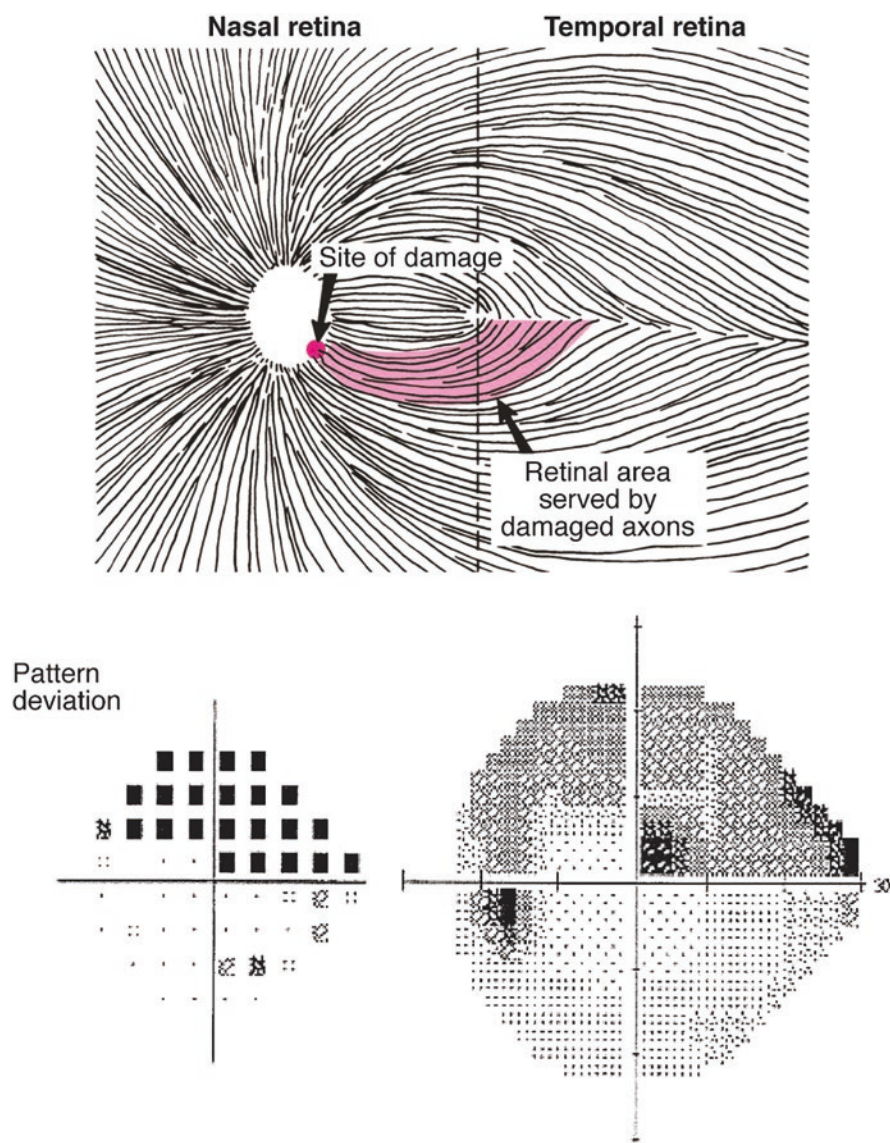 Nasal retina Temporal retina
Site of damage
Retinal area
served by
damaged axons
Pattern
deviation
30